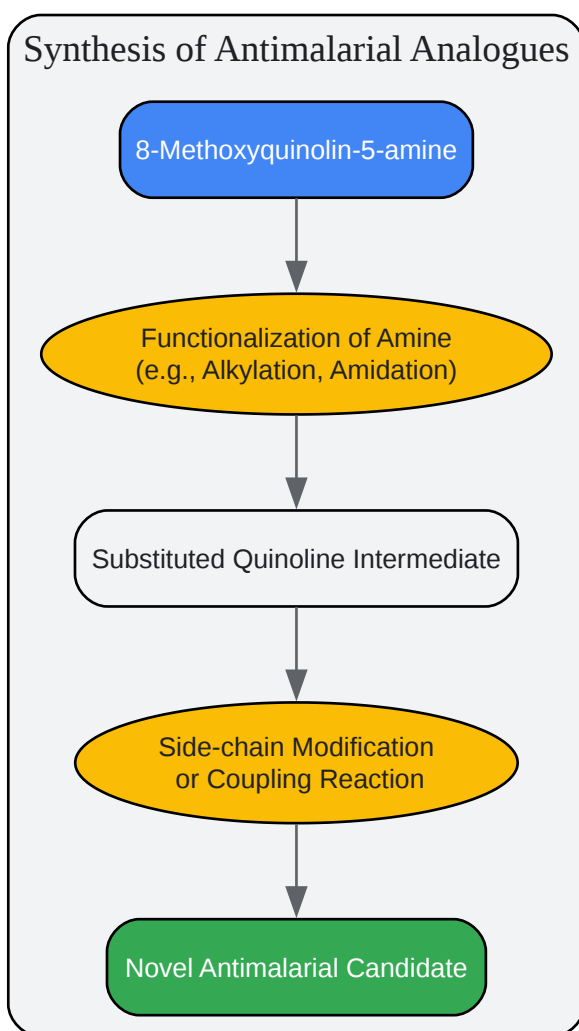 Synthesis of Antimalarial Analogues
8-Methoxyquinolin-5-amine
Functionalization of Amine
(e.g., Alkylation, Amidation)
Substituted Quinoline Intermediate
Side-chain Modification
or Coupling Reaction
Novel Antimalarial Candidate